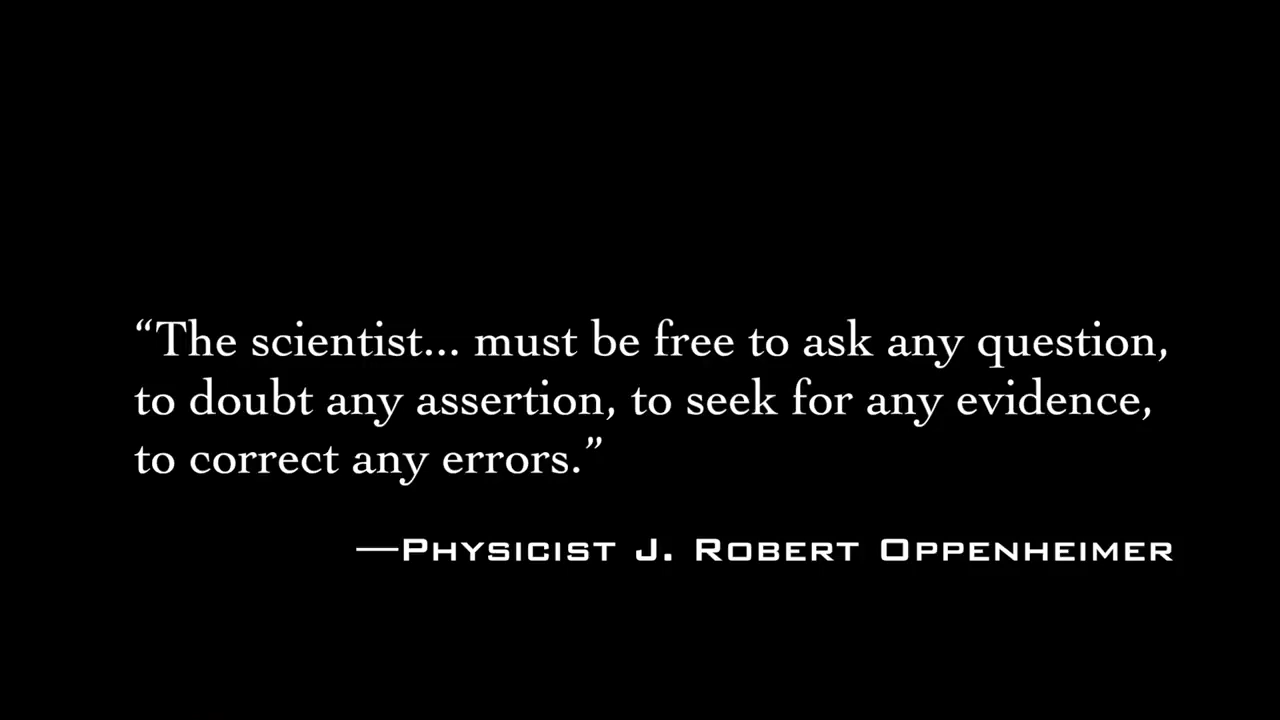 “The scientist... must be free to ask any question,
to doubt any assertion, to seek for any evidence,
to correct any errors.”
—Physicist J. Robert Oppenheimer